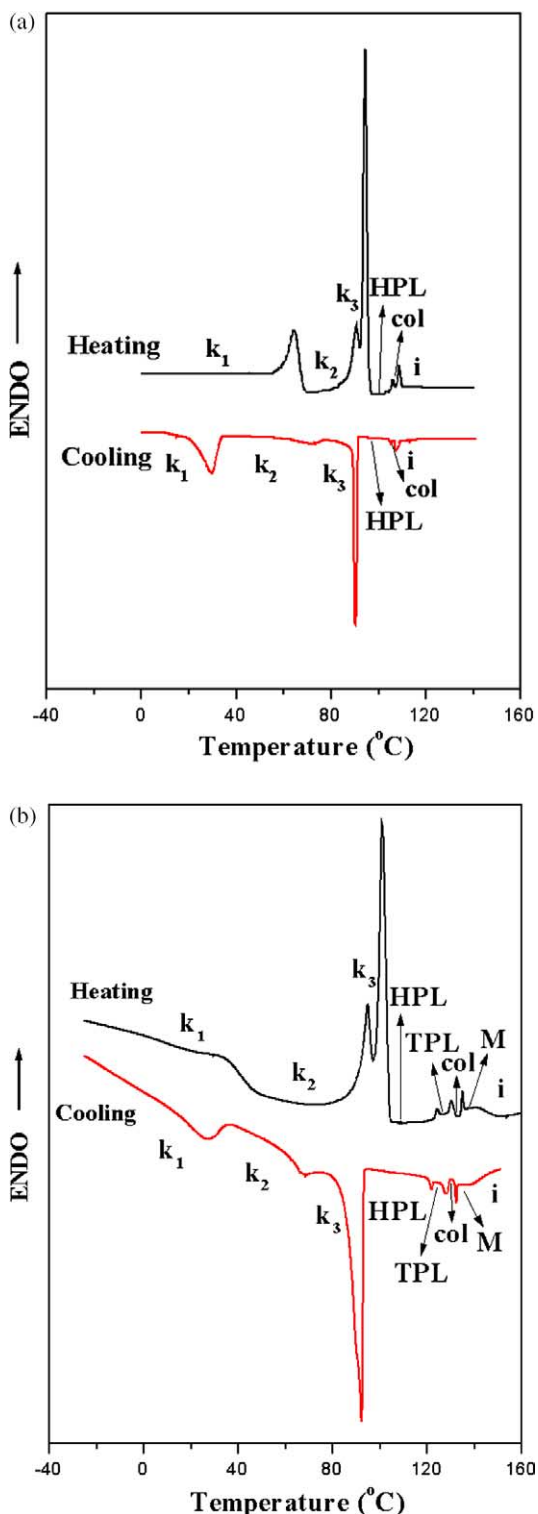 (a)
ENDO
Heating
k1
k2
k3
HPL
col
i
Cooling
k1
k2
k3
HPL
col
i
-40 0 40 80 120 160
Temperature (°C)
(b)
ENDO
Heating
k1
k2
k3
HPL
TPL
col
M
i
Cooling
k1
k2
k3
HPL
TPL
col
M
i
-40 0 40 80 120 160
Temperature (°C)